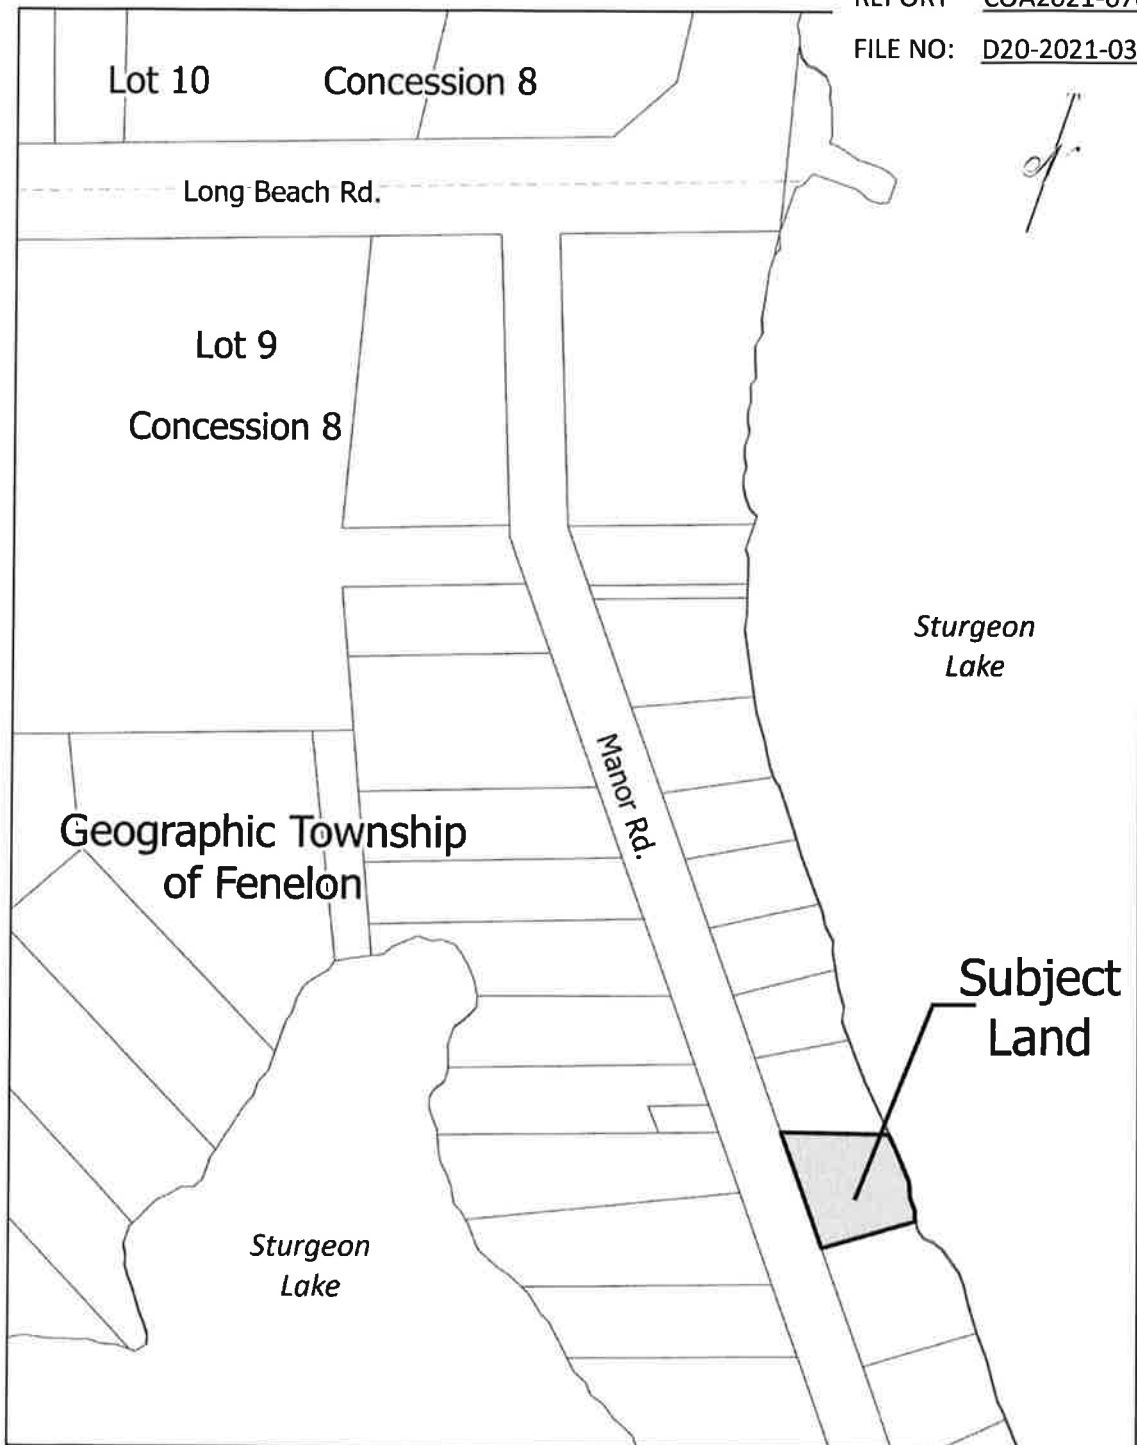 REPORT
FILE NO: D20-2021-03
Lot 10 Concession 8
Long Beach Rd.
Lot 9
Concession 8
Sturgeon
Lake
Manor Rd.
Geographic Township
of Fenelon
Subject
Land
Sturgeon
Lake